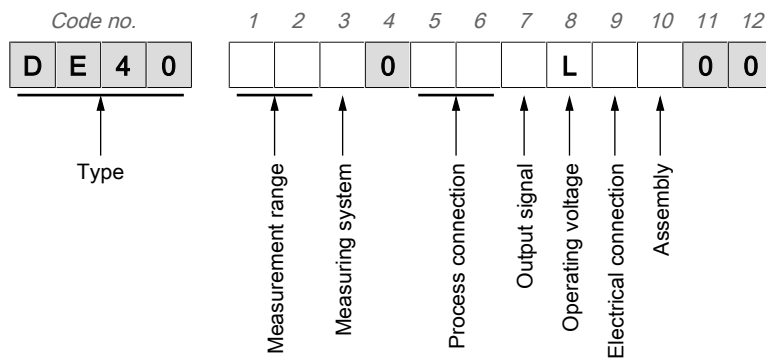 Code no. 1 2 3 4 5 6 7 8 9 10 11 12
D E 4 0 0 L 0 0
Type
Measurement range
Measuring system
Process connection
Output signal
Operating voltage
Electrical connection
Assembly